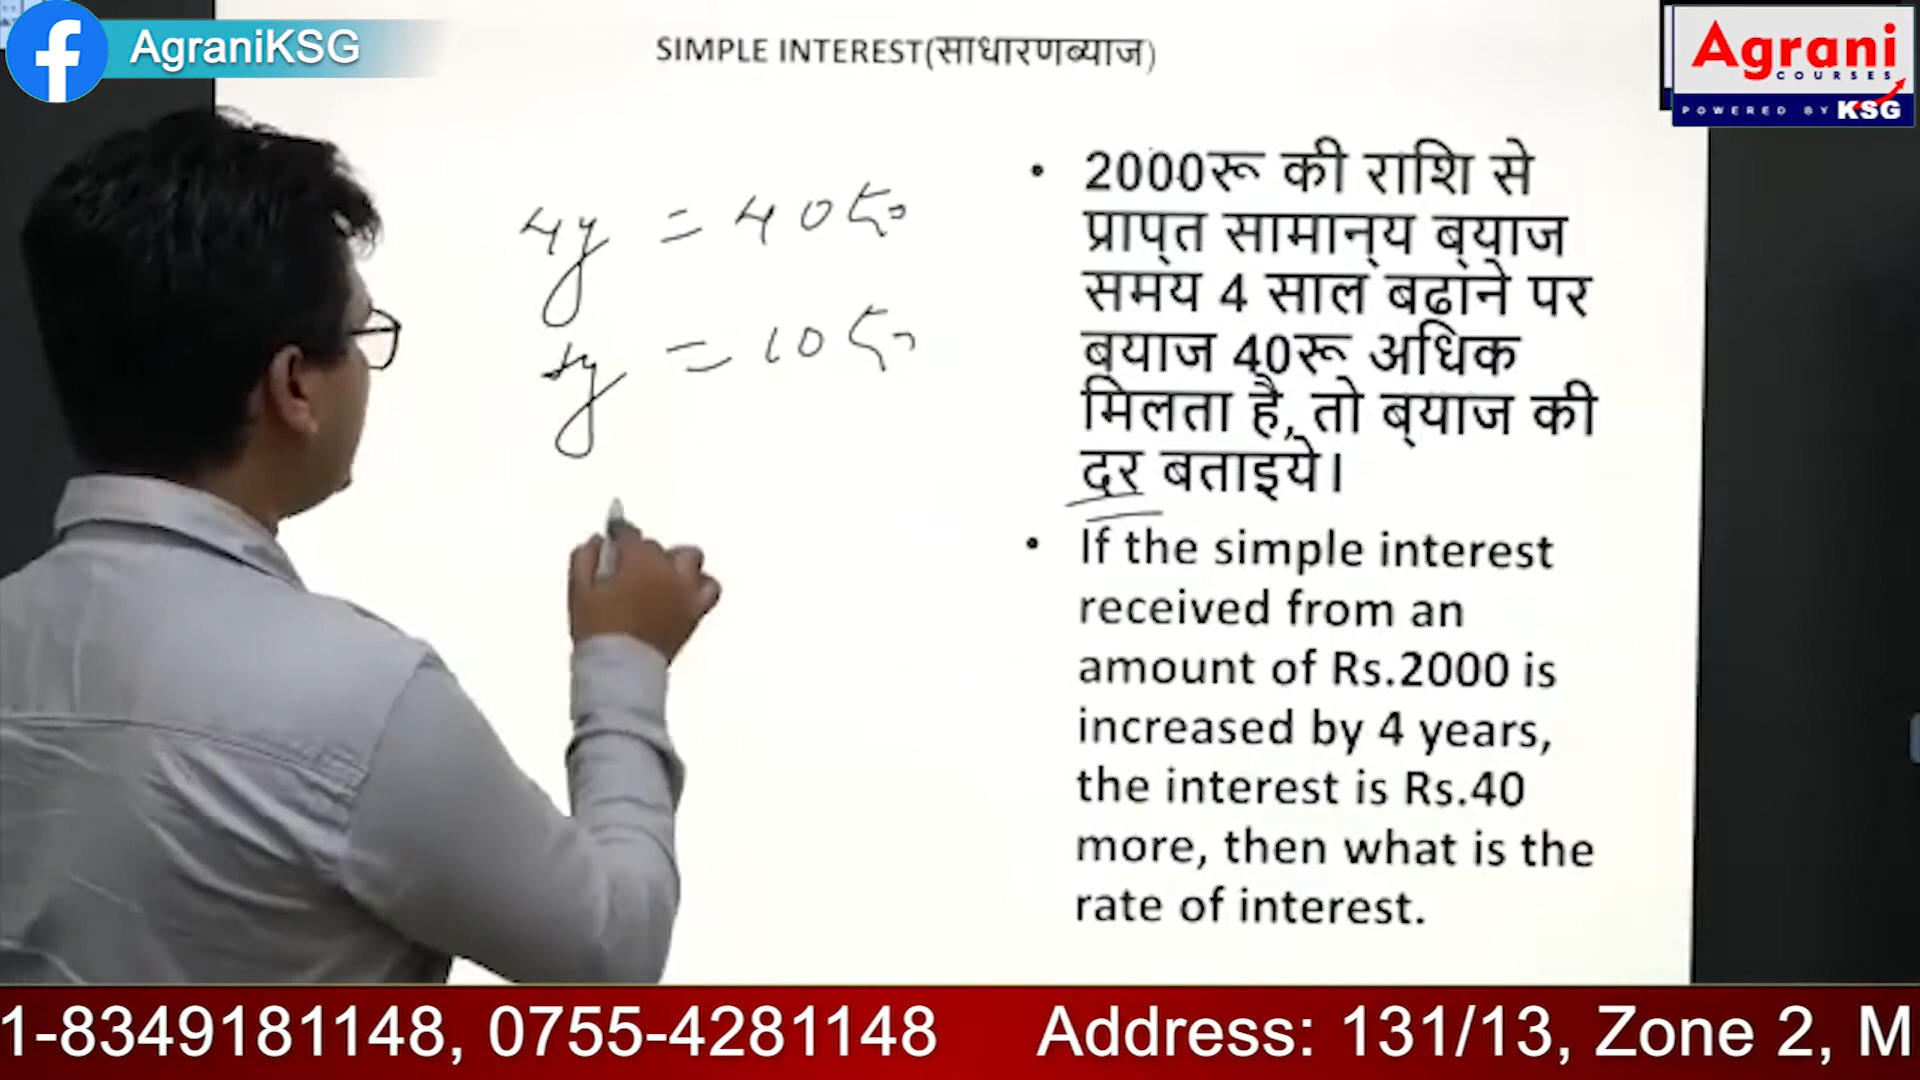 AgraniKSG
SIMPLE INTEREST(साधारणब्याज)
Agrani
COURSES
POWERED BY KSG
4y = 40रू
1y = 10रू
• 2000रू की राशि से
प्राप्त सामान्य ब्याज
समय 4 साल बढाने पर
बयाज 40रू अधिक
मिलता है, तो ब्याज की
दर बताइये।
• If the simple interest
received from an
amount of Rs.2000 is
increased by 4 years,
the interest is Rs.40
more, then what is the
rate of interest.
1-8349181148, 0755-4281148 Address: 131/13, Zone 2, M